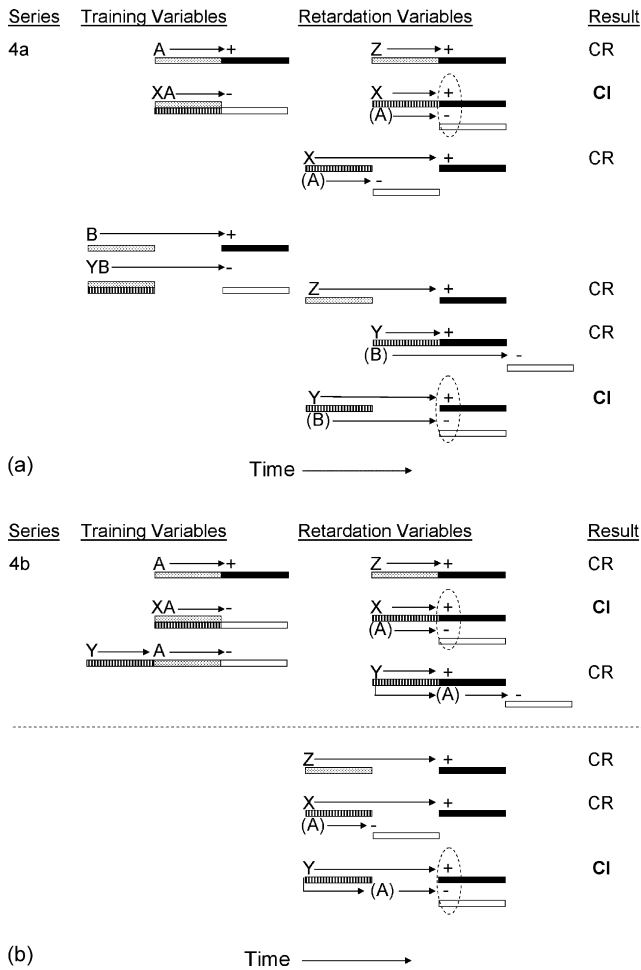 Series Training Variables Retardation Variables Result
4a A + Z + CR
XA - X + CI
(A) -
X + CR
(A) -
B +
YB -
Z + CR
Y + CR
(B) -
Y + CI
(B) -
(a) Time
Series Training Variables Retardation Variables Result
4b A + Z + CR
XA - X + CI
(A) -
Y A - Y + CR
(A) -
Z + CR
X + CR
(A) -
Y + CI
(A) -
(b) Time